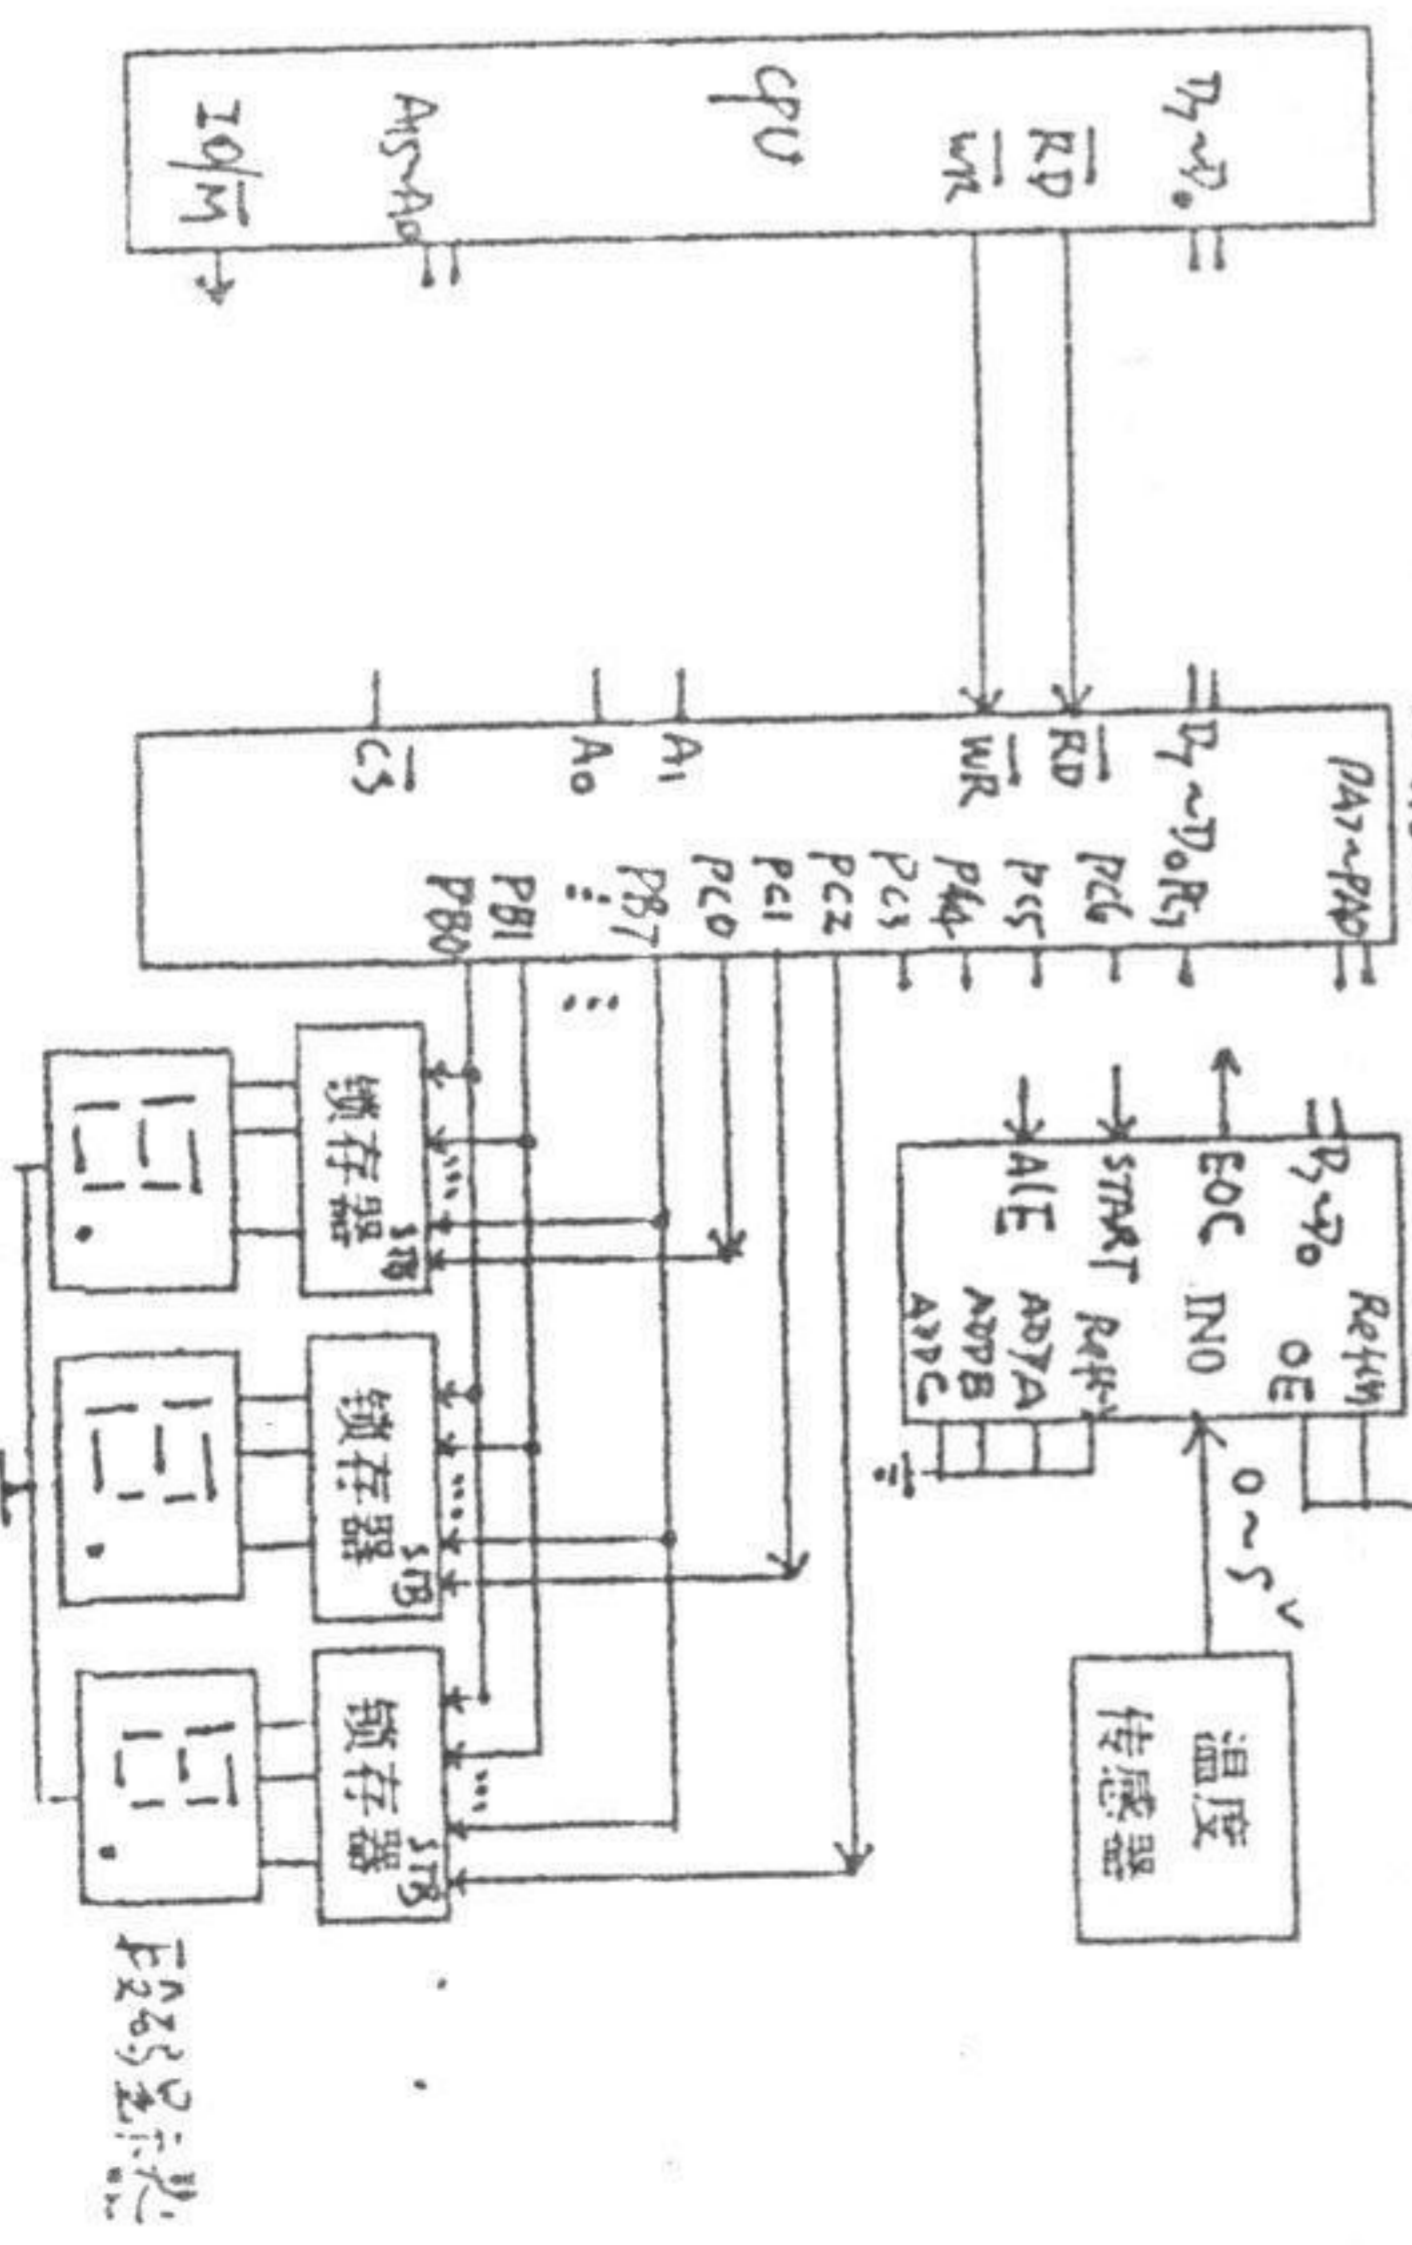 D7~D0
RD
WR
CPU
A15~A0
IO/M
PA7~PA0
D7~D0
PC7
RD
PC6
WR
PC5
PC4
PC3
PC2
A1
PC1
PC0
A0
PB7
⋮
PB1
CS
PB0
Ref(+)
D7~D0
OE
EOC
IN0
START
Ref(-)
ALE
ADDA
ADDB
ADDC
0~5V
温度
传感器
锁存器
STB
锁存器
STB
锁存器
STB